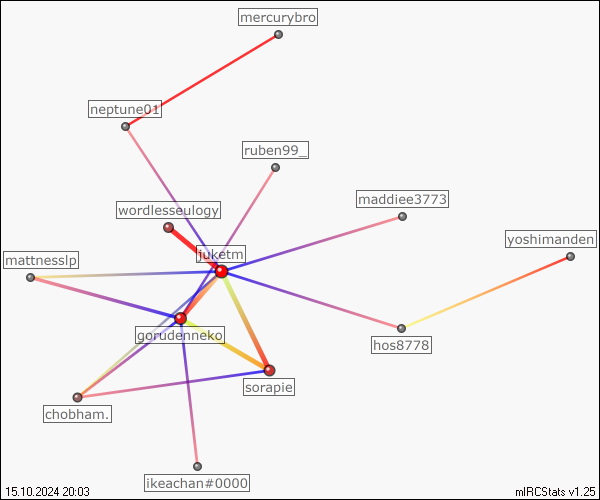 mercurybro
neptune01
ruben99_
maddiee3773
wordlesseulogy
yoshimanden
juketm
mattnesslp
gorudenneko
hos8778
sorapie
chobham.
ikeachan#0000
15.10.2024 20:03
mIRCStats v1.25